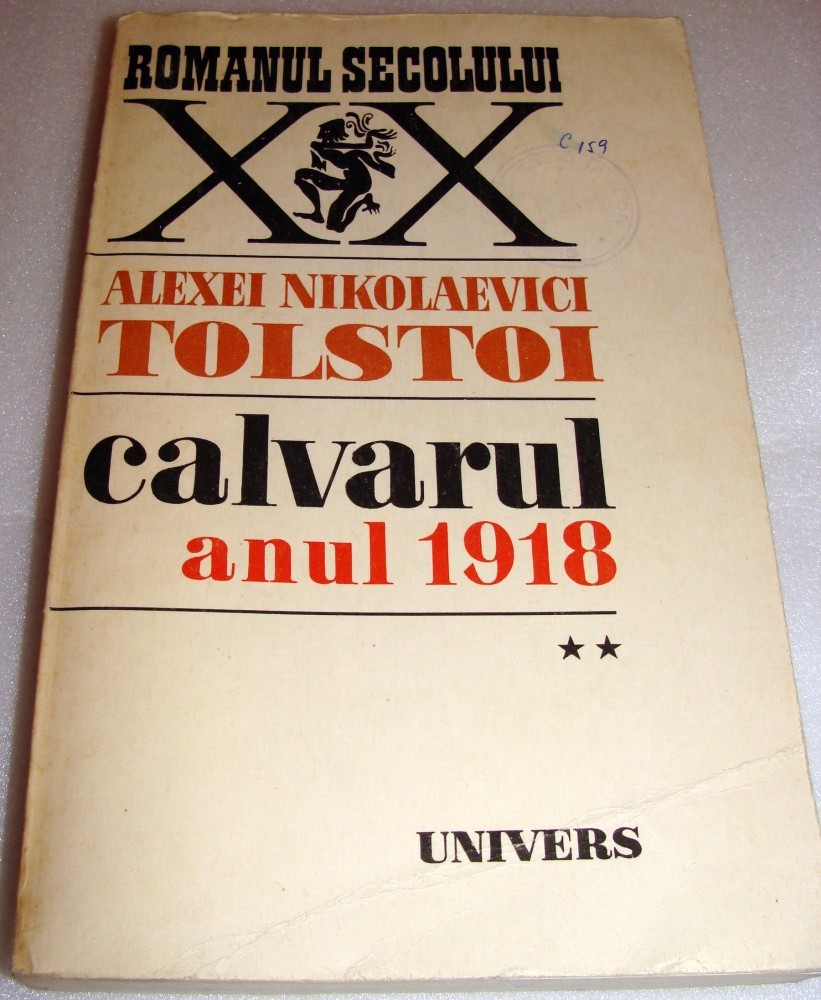 ROMANUL SECOLULUI
XX
C 159
ALEXEI NIKOLAEVICI
TOLSTOI
calvarul
anul 1918
★★
UNIVERS